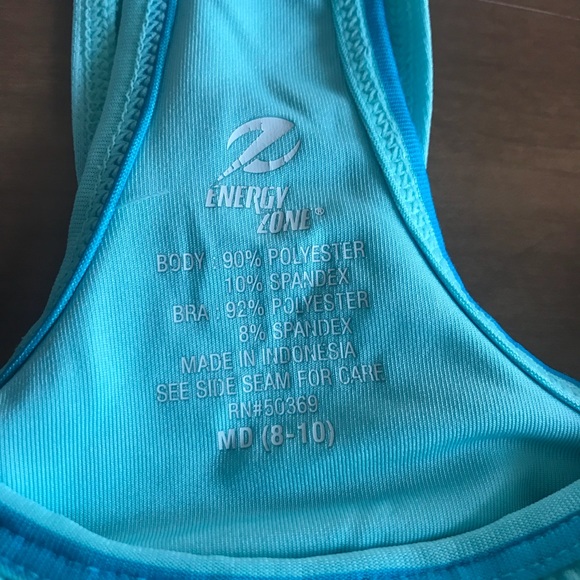 ENERGY
ZONE®
BODY : 90% POLYESTER
10% SPANDEX
BRA : 92% POLYESTER
8% SPANDEX
MADE IN INDONESIA
SEE SIDE SEAM FOR CARE
RN#50369
MD (8-10)